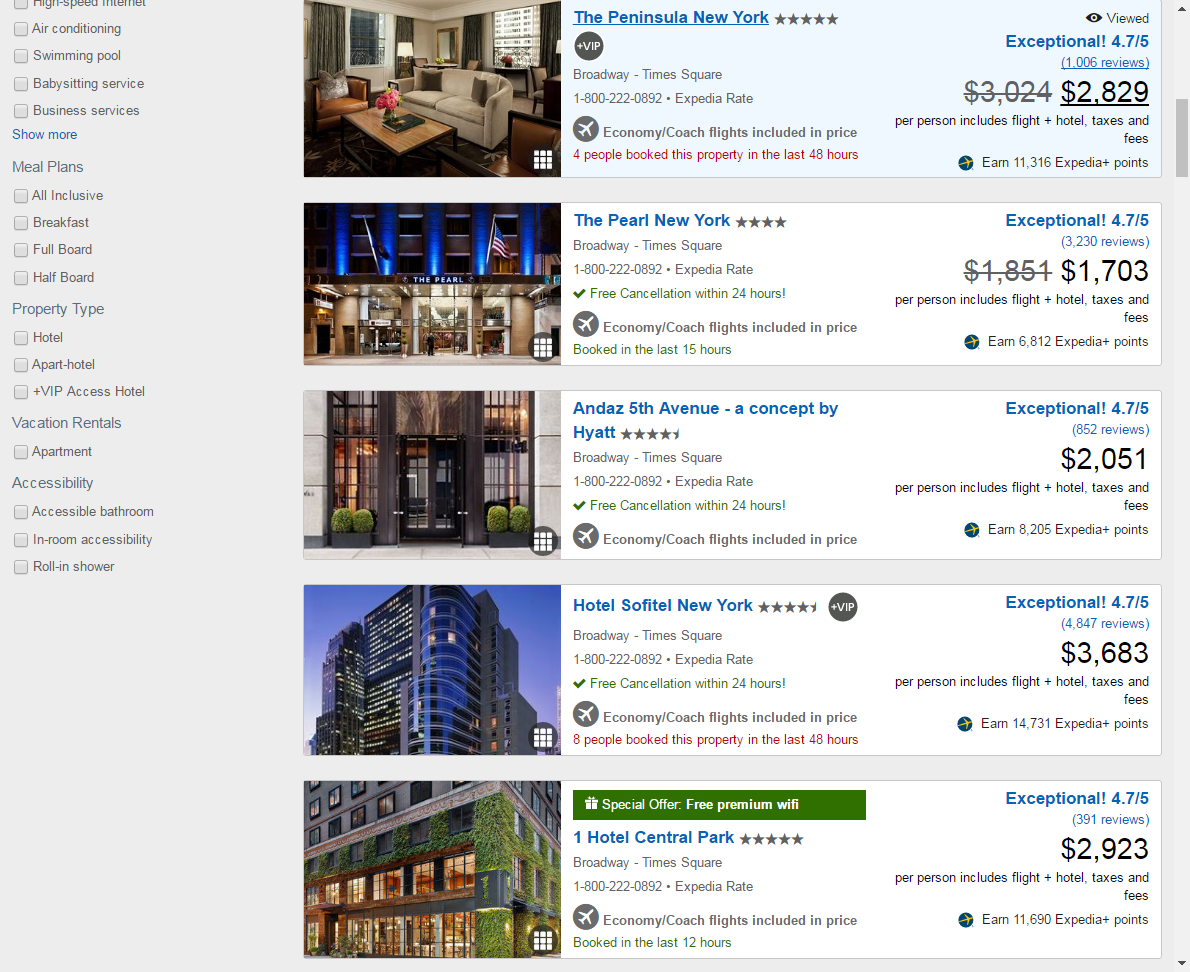 High-speed Internet
Air conditioning
Swimming pool
Babysitting service
Business services
Show more
Meal Plans
All Inclusive
Breakfast
Full Board
Half Board
Property Type
Hotel
Apart-hotel
+VIP Access Hotel
Vacation Rentals
Apartment
Accessibility
Accessible bathroom
In-room accessibility
Roll-in shower
The Peninsula New York
+VIP
Broadway - Times Square
1-800-222-0892 • Expedia Rate
Economy/Coach flights included in price
4 people booked this property in the last 48 hours
Viewed
Exceptional! 4.7/5
(1,006 reviews)
$3,024 $2,829
per person includes flight + hotel, taxes and
fees
Earn 11,316 Expedia+ points
THE PEARL
The Pearl New York
Broadway - Times Square
1-800-222-0892 • Expedia Rate
Free Cancellation within 24 hours!
Economy/Coach flights included in price
Booked in the last 15 hours
Exceptional! 4.7/5
(3,230 reviews)
$1,851 $1,703
per person includes flight + hotel, taxes and
fees
Earn 6,812 Expedia+ points
Andaz 5th Avenue - a concept by
Hyatt
Broadway - Times Square
1-800-222-0892 • Expedia Rate
Free Cancellation within 24 hours!
Economy/Coach flights included in price
Exceptional! 4.7/5
(852 reviews)
$2,051
per person includes flight + hotel, taxes and
fees
Earn 8,205 Expedia+ points
Hotel Sofitel New York +VIP
Broadway - Times Square
1-800-222-0892 • Expedia Rate
Free Cancellation within 24 hours!
Economy/Coach flights included in price
8 people booked this property in the last 48 hours
Exceptional! 4.7/5
(4,847 reviews)
$3,683
per person includes flight + hotel, taxes and
fees
Earn 14,731 Expedia+ points
Special Offer: Free premium wifi
1 Hotel Central Park
Broadway - Times Square
1-800-222-0892 • Expedia Rate
Economy/Coach flights included in price
Booked in the last 12 hours
Exceptional! 4.7/5
(391 reviews)
$2,923
per person includes flight + hotel, taxes and
fees
Earn 11,690 Expedia+ points